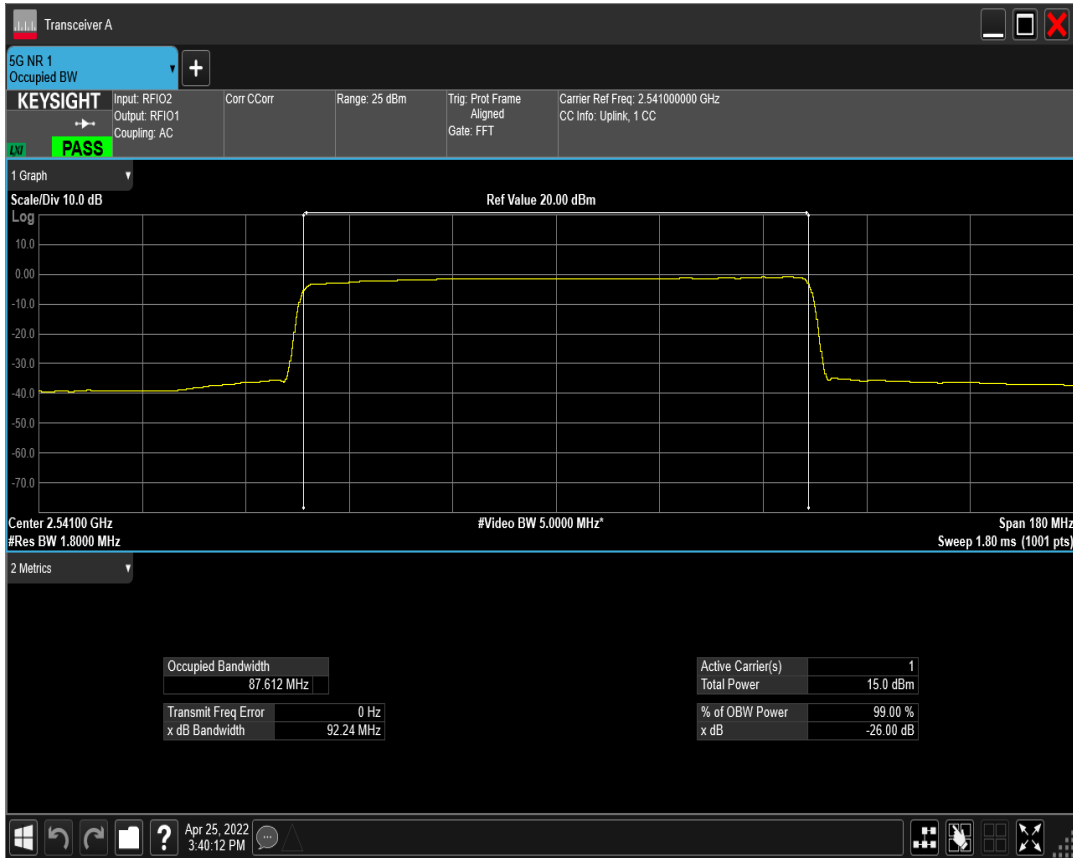 Transceiver A
5G NR 1
Occupied BW
KEYSIGHT
LXI
PASS
Input: RFIO2
Output: RFIO1
Coupling: AC
Corr CCorr
Range: 25 dBm
Trig: Prot Frame
Aligned
Gate: FFT
Carrier Ref Freq: 2.541000000 GHz
CC Info: Uplink, 1 CC
1 Graph
Scale/Div 10.0 dB
Ref Value 20.00 dBm
Log
10.0
0.00
-10.0
-20.0
-30.0
-40.0
-50.0
-60.0
-70.0
Center 2.54100 GHz
#Video BW 5.0000 MHz*
Span 180 MHz
#Res BW 1.8000 MHz
Sweep 1.80 ms (1001 pts)
2 Metrics
Occupied Bandwidth
87.612 MHz
Transmit Freq Error 0 Hz
x dB Bandwidth 92.24 MHz
Active Carrier(s) 1
Total Power 15.0 dBm
% of OBW Power 99.00 %
x dB -26.00 dB
?
Apr 25, 2022
3:40:12 PM